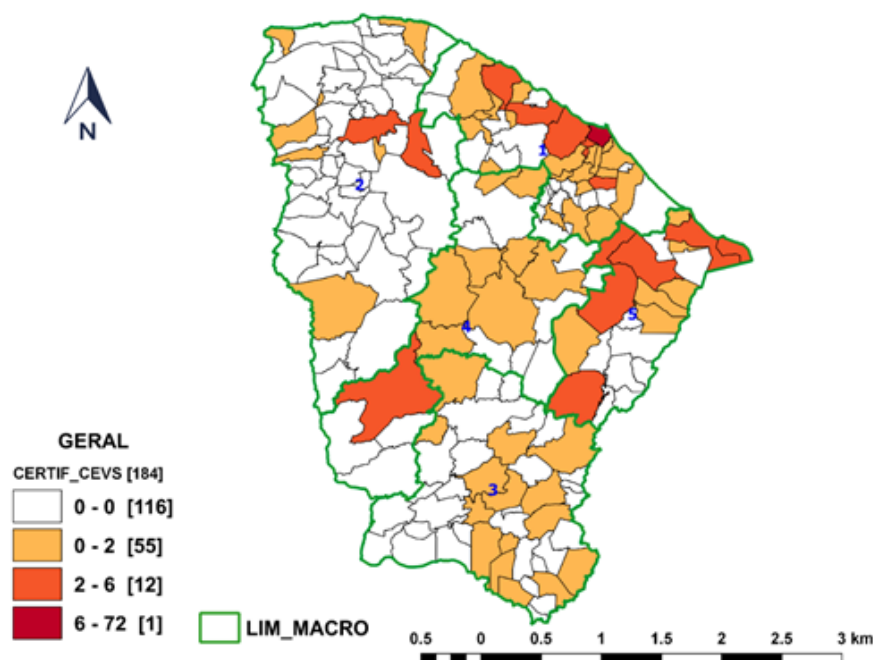 N
1
2
4
5
3
GERAL
CERTIF_CEVS [184]
0 - 0 [116]
0 - 2 [55]
2 - 6 [12]
6 - 72 [1]
LIM_MACRO
0.5 0 0.5 1 1.5 2 2.5 3 km